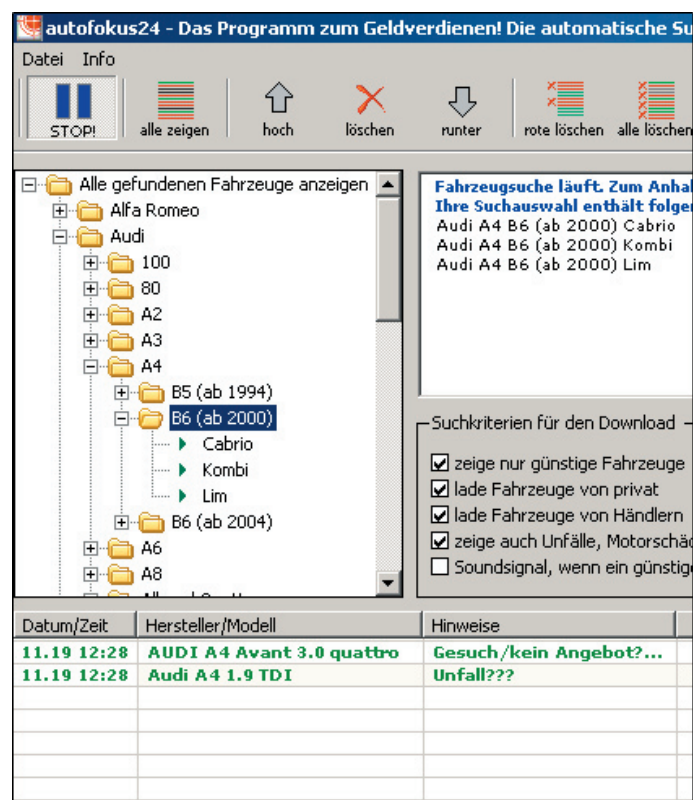 autofokus24 - Das Programm zum Geldverdienen! Die automatische Su
Datei Info
STOP! alle zeigen hoch löschen runter rote löschen alle löschen
Alle gefundenen Fahrzeuge anzeigen
Alfa Romeo
Audi
100
80
A2
A3
A4
B5 (ab 1994)
B6 (ab 2000)
Cabrio
Kombi
Lim
B6 (ab 2004)
A6
A8
Fahrzeugsuche läuft. Zum Anhal
Ihre Suchauswahl enthält folger
Audi A4 B6 (ab 2000) Cabrio
Audi A4 B6 (ab 2000) Kombi
Audi A4 B6 (ab 2000) Lim
Suchkriterien für den Download
zeige nur günstige Fahrzeuge
lade Fahrzeuge von privat
lade Fahrzeuge von Händlern
zeige auch Unfälle, Motorschäd
Soundsignal, wenn ein günstige
Datum/Zeit Hersteller/Modell Hinweise
11.19 12:28 AUDI A4 Avant 3.0 quattro Gesuch/kein Angebot?...
11.19 12:28 Audi A4 1.9 TDI Unfall???